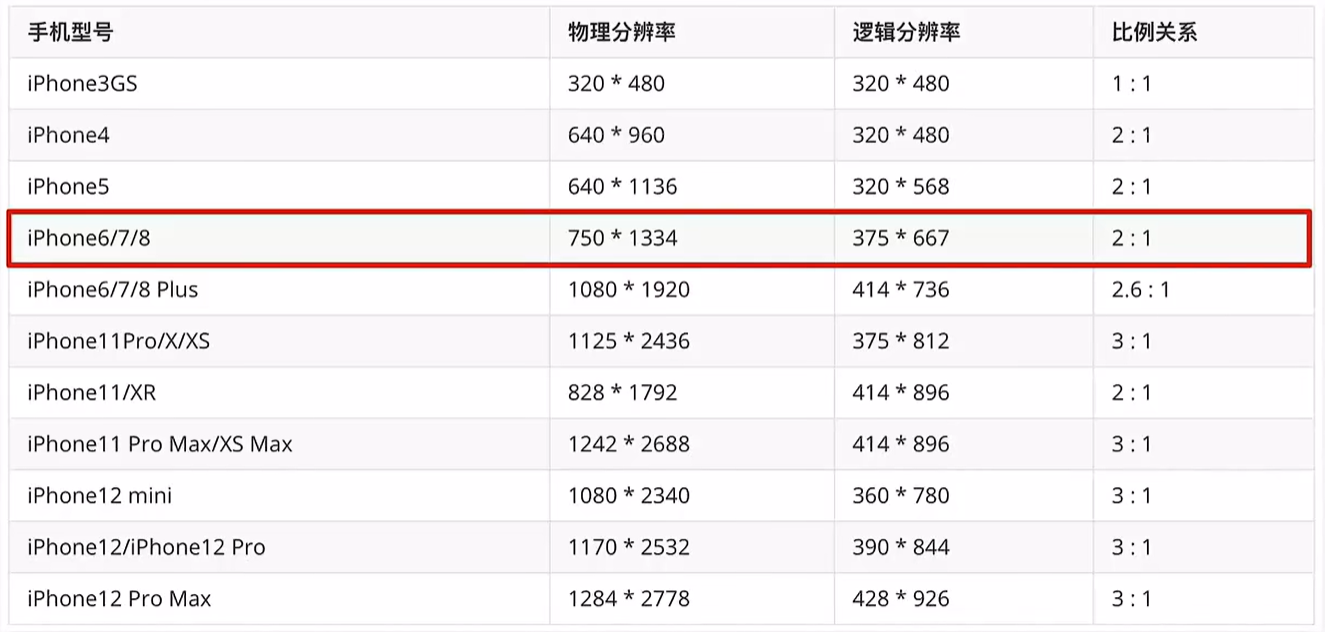 手机型号 物理分辨率 逻辑分辨率 比例关系
iPhone3GS 320 * 480 320 * 480 1 : 1
iPhone4 640 * 960 320 * 480 2 : 1
iPhone5 640 * 1136 320 * 568 2 : 1
iPhone6/7/8 750 * 1334 375 * 667 2 : 1
iPhone6/7/8 Plus 1080 * 1920 414 * 736 2.6 : 1
iPhone11Pro/X/XS 1125 * 2436 375 * 812 3 : 1
iPhone11/XR 828 * 1792 414 * 896 2 : 1
iPhone11 Pro Max/XS Max 1242 * 2688 414 * 896 3 : 1
iPhone12 mini 1080 * 2340 360 * 780 3 : 1
iPhone12/iPhone12 Pro 1170 * 2532 390 * 844 3 : 1
iPhone12 Pro Max 1284 * 2778 428 * 926 3 : 1